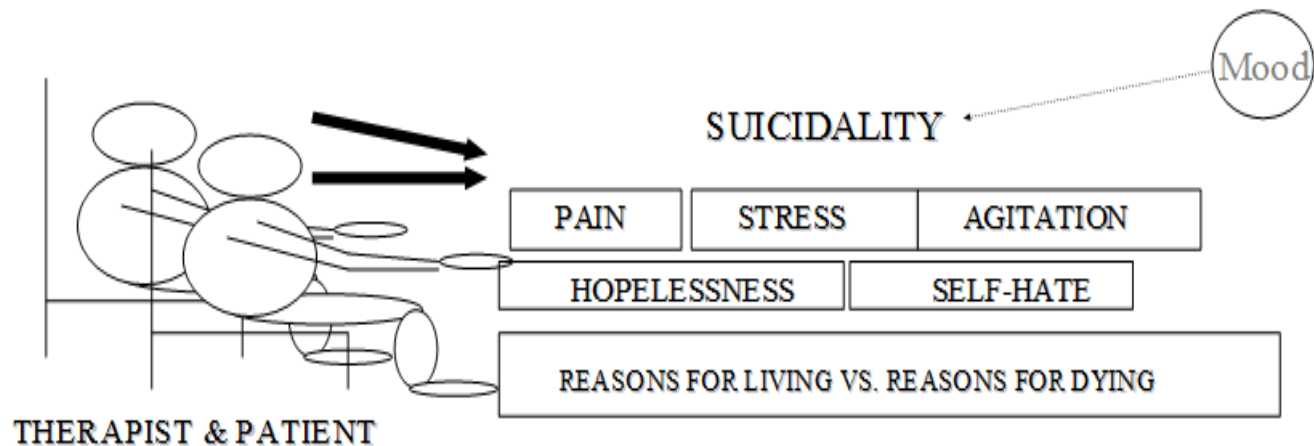 Mood
SUICIDALITY
PAIN STRESS AGITATION
HOPELESSNESS SELF-HATE
REASONS FOR LIVING VS. REASONS FOR DYING
THERAPIST & PATIENT